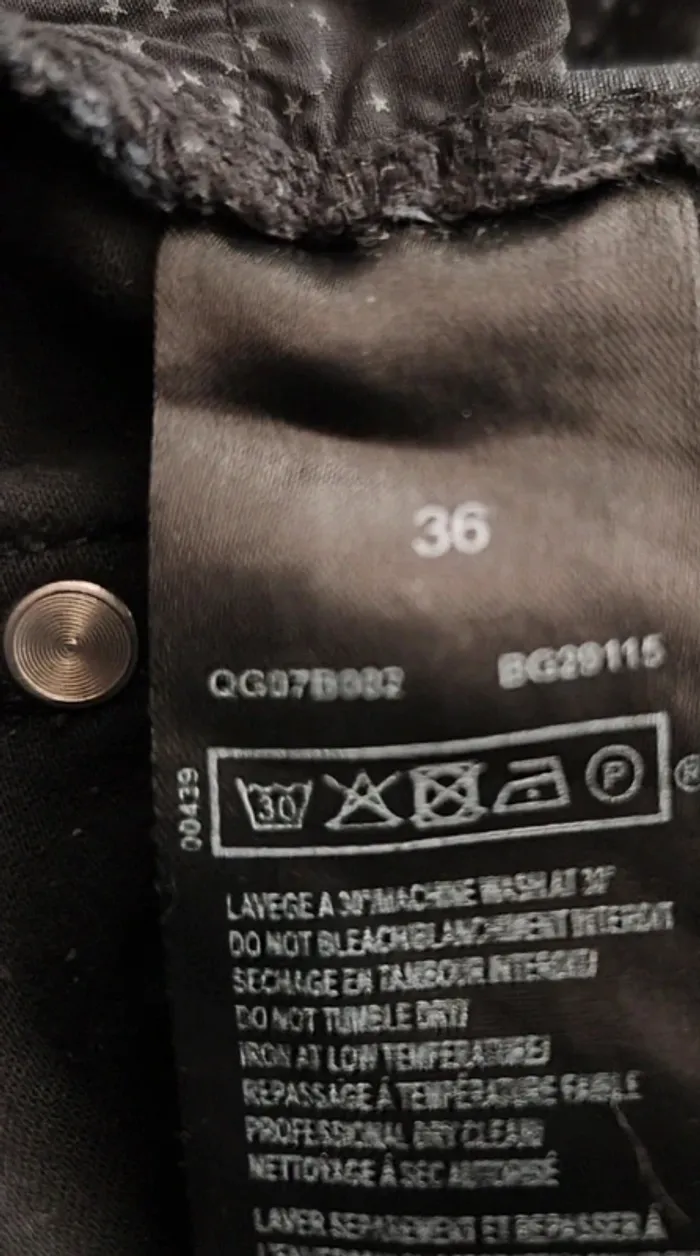 36
QG07B002 BG29115
00439
30 P
LAVEGE A 30°/MACHINE WASH AT 30°
DO NOT BLEACH/BLANCHIMENT INTERDIT
SECHAGE EN TAMBOUR INTERDIT/
DO NOT TUMBLE DRY/
IRON AT LOW TEMPERATURE/
REPASSAGE À TEMPÉRATURE FAIBLE
PROFESSIONAL DRY CLEAN/
NETTOYAGE À SEC AUTORISÉ
LAVER SEPAREMENT ET REPASSER À
L'ENVERS